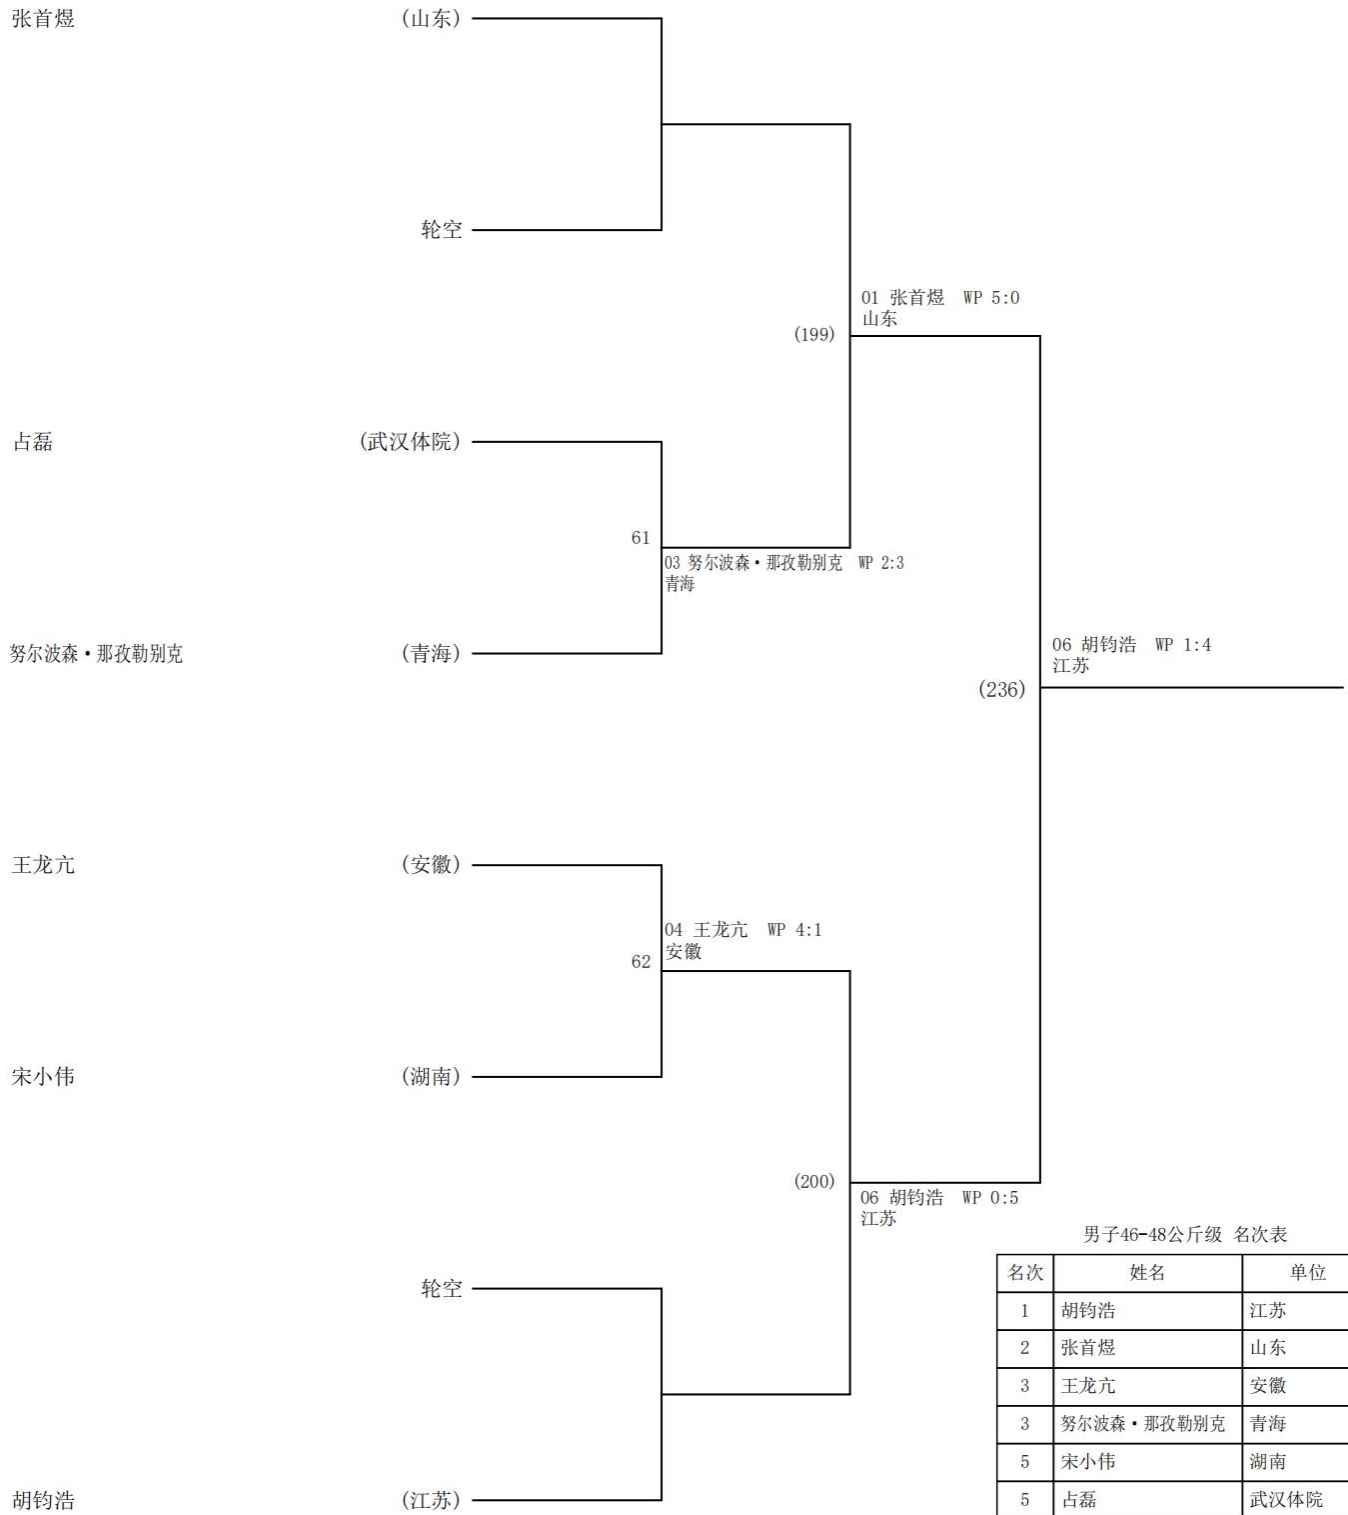 张首煜 (山东)
轮空
01 张首煜 WP 5:0
山东
(199)
占磊 (武汉体院)
61
03 努尔波森·那孜勒别克 WP 2:3
青海
努尔波森·那孜勒别克 (青海)
06 胡钧浩 WP 1:4
江苏
(236)
王龙亢 (安徽)
04 王龙亢 WP 4:1
安徽
62
宋小伟 (湖南)
(200)
06 胡钧浩 WP 0:5
江苏
轮空
胡钧浩 (江苏)
男子46-48公斤级 名次表
名次 姓名 单位
1 胡钧浩 江苏
2 张首煜 山东
3 王龙亢 安徽
3 努尔波森·那孜勒别克 青海
5 宋小伟 湖南
5 占磊 武汉体院